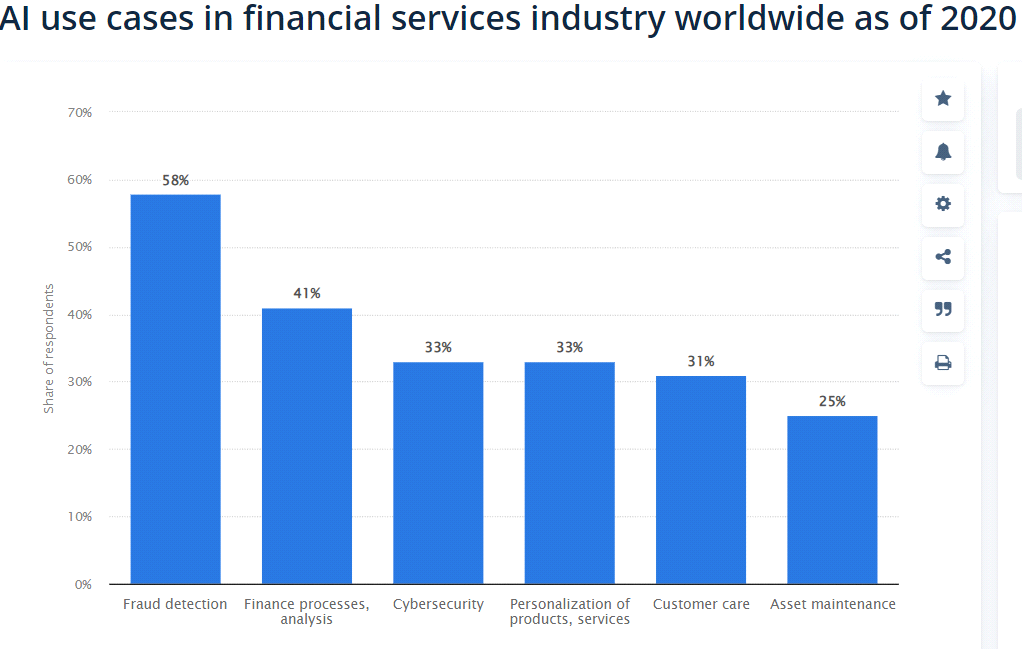 AI use cases in financial services industry worldwide as of 2020
70%
60%
50%
40%
30%
20%
10%
0%
Share of respondents
58%
41%
33%
33%
31%
25%
Fraud detection
Finance processes,
analysis
Cybersecurity
Personalization of
products, services
Customer care
Asset maintenance